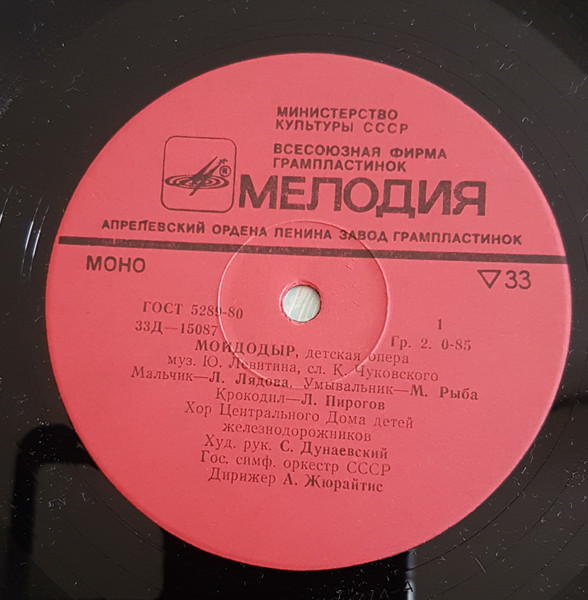 МИНИСТЕРСТВО
КУЛЬТУРЫ СССР
ВСЕСОЮЗНАЯ ФИРМА
ГРАМПЛАСТИНОК
МЕЛОДИЯ
АПРЕЛЕВСКИЙ ОРДЕНА ЛЕНИНА ЗАВОД ГРАМПЛАСТИНОК
МОНО
▽33
ГОСТ 5289-80
33Д—15087
1
Гр. 2. 0-85
МОЙДОДЫР, детская опера
муз. Ю. Левитина, сл. К. Чуковского
Мальчик—Л. Лядова, Умывальник—М. Рыба
Крокодил—Л. Пирогов
Хор Центрального Дома детей
железнодорожников
Худ. рук. С. Дунаевский
Гос. симф. оркестр СССР
Дирижер А. Жюрайтис